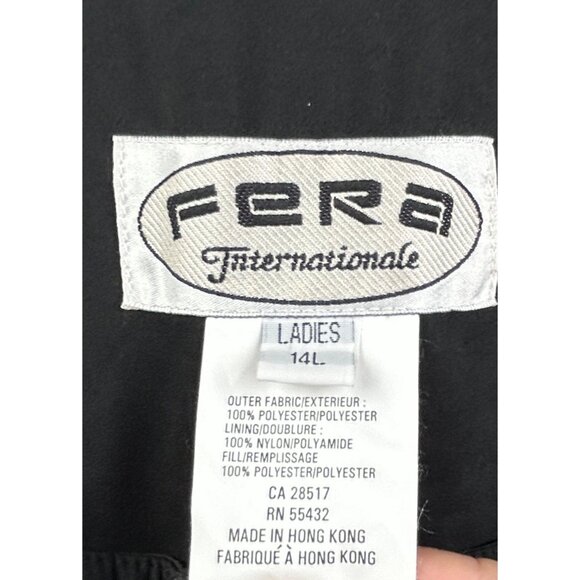 FeRa
Internationale
LADIES
14L
OUTER FABRIC/EXTERIEUR :
100% POLYESTER/POLYESTER
LINING/DOUBLURE :
100% NYLON/POLYAMIDE
FILL/REMPLISSAGE
100% POLYESTER/POLYESTER
CA 28517
RN 55432
MADE IN HONG KONG
FABRIQUÉ À HONG KONG